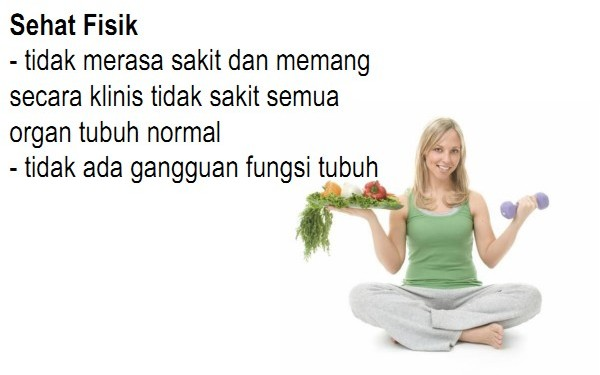 Sehat Fisik
- tidak merasa sakit dan memang
secara klinis tidak sakit semua
organ tubuh normal
- tidak ada gangguan fungsi tubuh